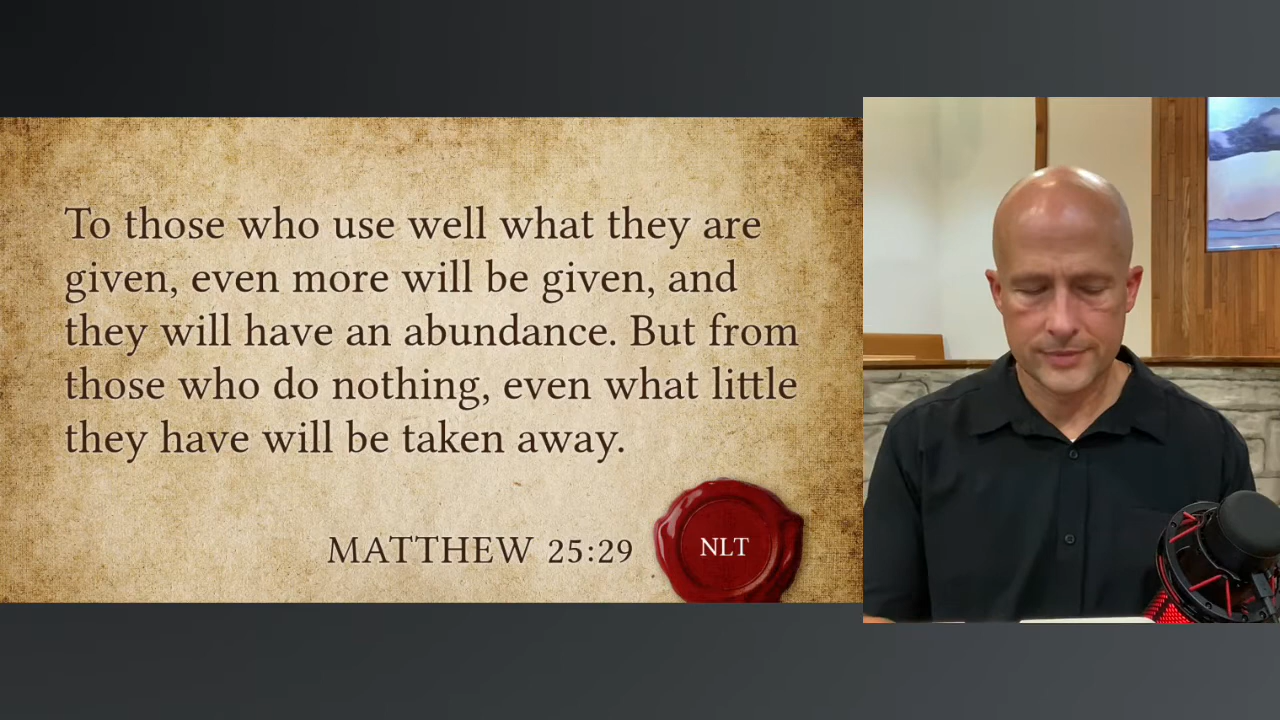 To those who use well what they are
given, even more will be given, and
they will have an abundance. But from
those who do nothing, even what little
they have will be taken away.
MATTHEW 25:29
NLT